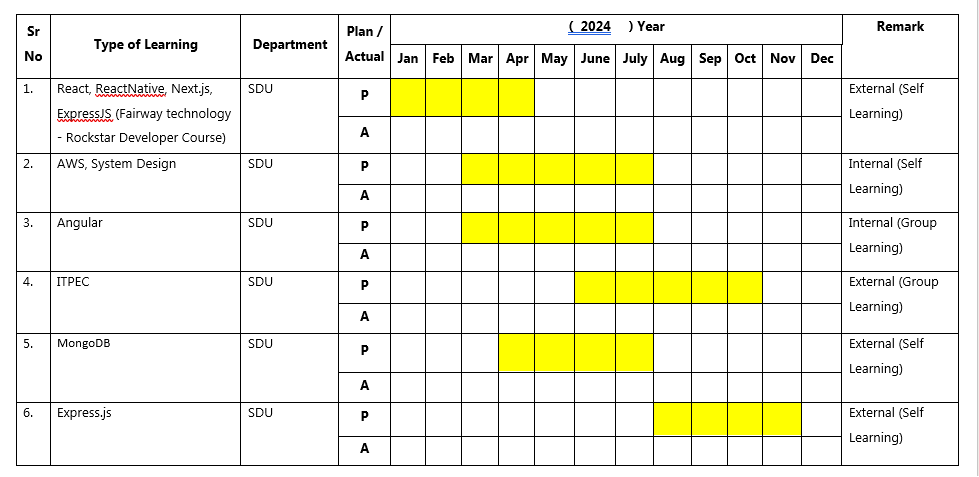 Sr No Type of Learning Department Plan / Actual ( 2024 ) Year Remark
Jan Feb Mar Apr May June July Aug Sep Oct Nov Dec
1. React, ReactNative, Next.js, SDU P External (Self
ExpressJS (Fairway technology Learning)
- Rockstar Developer Course) A
2. AWS, System Design SDU P Internal (Self
A Learning)
3. Angular SDU P Internal (Group
A Learning)
4. ITPEC SDU P External (Group
A Learning)
5. MongoDB SDU P External (Self
A Learning)
6. Express.js SDU P External (Self
A Learning)